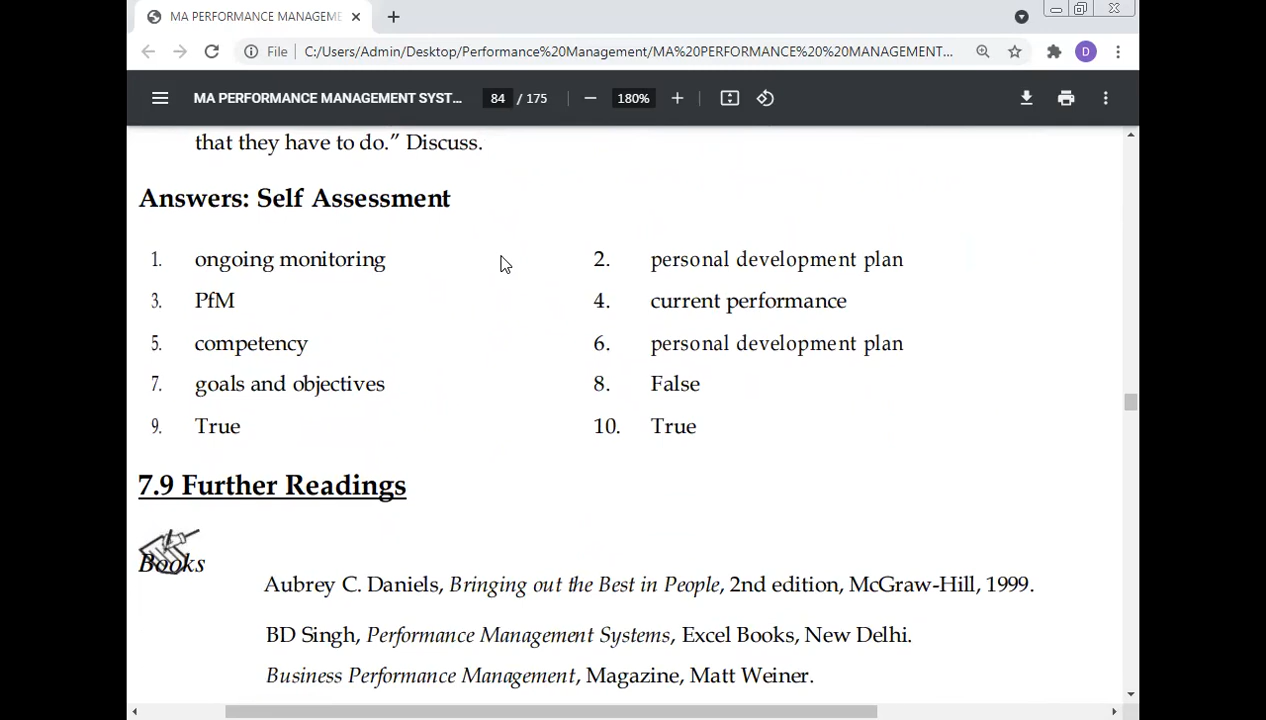 MA PERFORMANCE MANAGEME
File C:/Users/Admin/Desktop/Performance%20Management/MA%20PERFORMANCE%20%20MANAGEMENT...
D
MA PERFORMANCE MANAGEMENT SYST... 84 / 175 180%
that they have to do.” Discuss.
Answers: Self Assessment
1. ongoing monitoring 2. personal development plan
3. PfM 4. current performance
5. competency 6. personal development plan
7. goals and objectives 8. False
9. True 10. True
7.9 Further Readings
Books
Aubrey C. Daniels, Bringing out the Best in People, 2nd edition, McGraw-Hill, 1999.
BD Singh, Performance Management Systems, Excel Books, New Delhi.
Business Performance Management, Magazine, Matt Weiner.